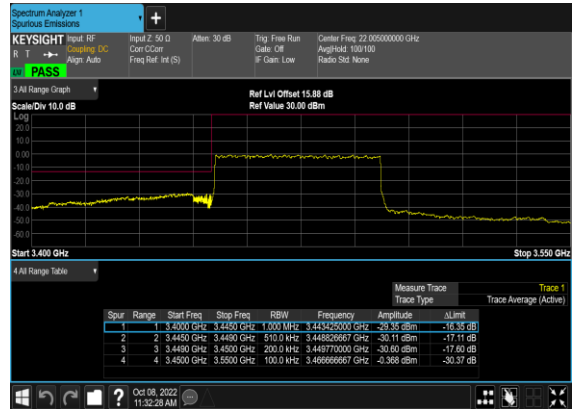 Spectrum Analyzer 1
Spurious Emissions
+
KEYSIGHT Input: RF Input Z: 50 Ω Atten: 30 dB Trig: Free Run Center Freq: 22.005000000 GHz
R T Coupling: DC Corr CCorr Gate: Off Avg|Hold: 100/100
Align: Auto Freq Ref: Int (S) IF Gain: Low Radio Std: None
LXI PASS
3 All Range Graph
Ref Lvl Offset 15.88 dB
Scale/Div 10.0 dB Ref Value 30.00 dBm
Log
20.0
10.0
0.00
-10.0
-20.0
-30.0
-40.0
-50.0
-60.0
Start 3.400 GHz Stop 3.550 GHz
4 All Range Table
Measure Trace Trace 1
Trace Type Trace Average (Active)
Spur Range Start Freq Stop Freq RBW Frequency Amplitude ΔLimit
1 1 3.4000 GHz 3.4450 GHz 1.000 MHz 3.443425000 GHz -29.35 dBm -16.35 dB
2 2 3.4450 GHz 3.4490 GHz 510.0 kHz 3.448826667 GHz -30.11 dBm -17.11 dB
3 3 3.4490 GHz 3.4500 GHz 200.0 kHz 3.449770000 GHz -30.60 dBm -17.60 dB
4 4 3.4500 GHz 3.5500 GHz 100.0 kHz 3.466666667 GHz -0.368 dBm -30.37 dB
? Oct 08, 2022
11:32:28 AM